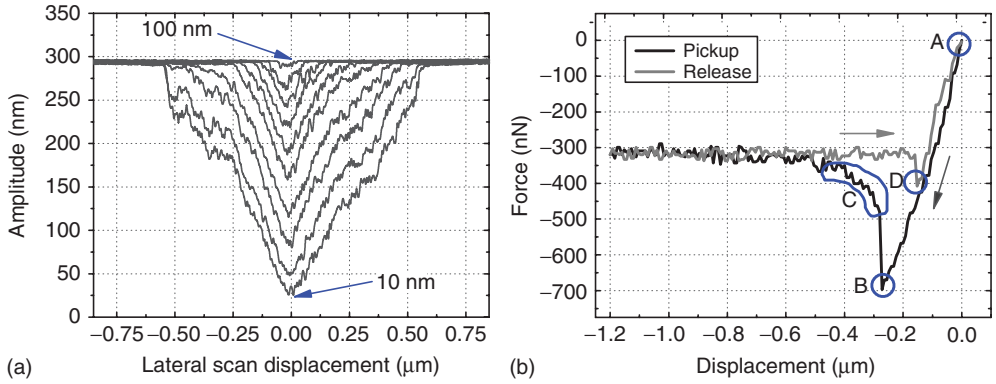 350
300
250
200
150
100
50
0
Amplitude (nm)
100 nm
10 nm
−0.75
−0.50
−0.25
0.00
0.25
0.50
0.75
Lateral scan displacement (μm)
(a)
0
−100
−200
−300
−400
−500
−600
−700
Force (nN)
Pickup
Release
A
D
C
B
−1.2
−1.0
−0.8
−0.6
−0.4
−0.2
0.0
Displacement (μm)
(b)